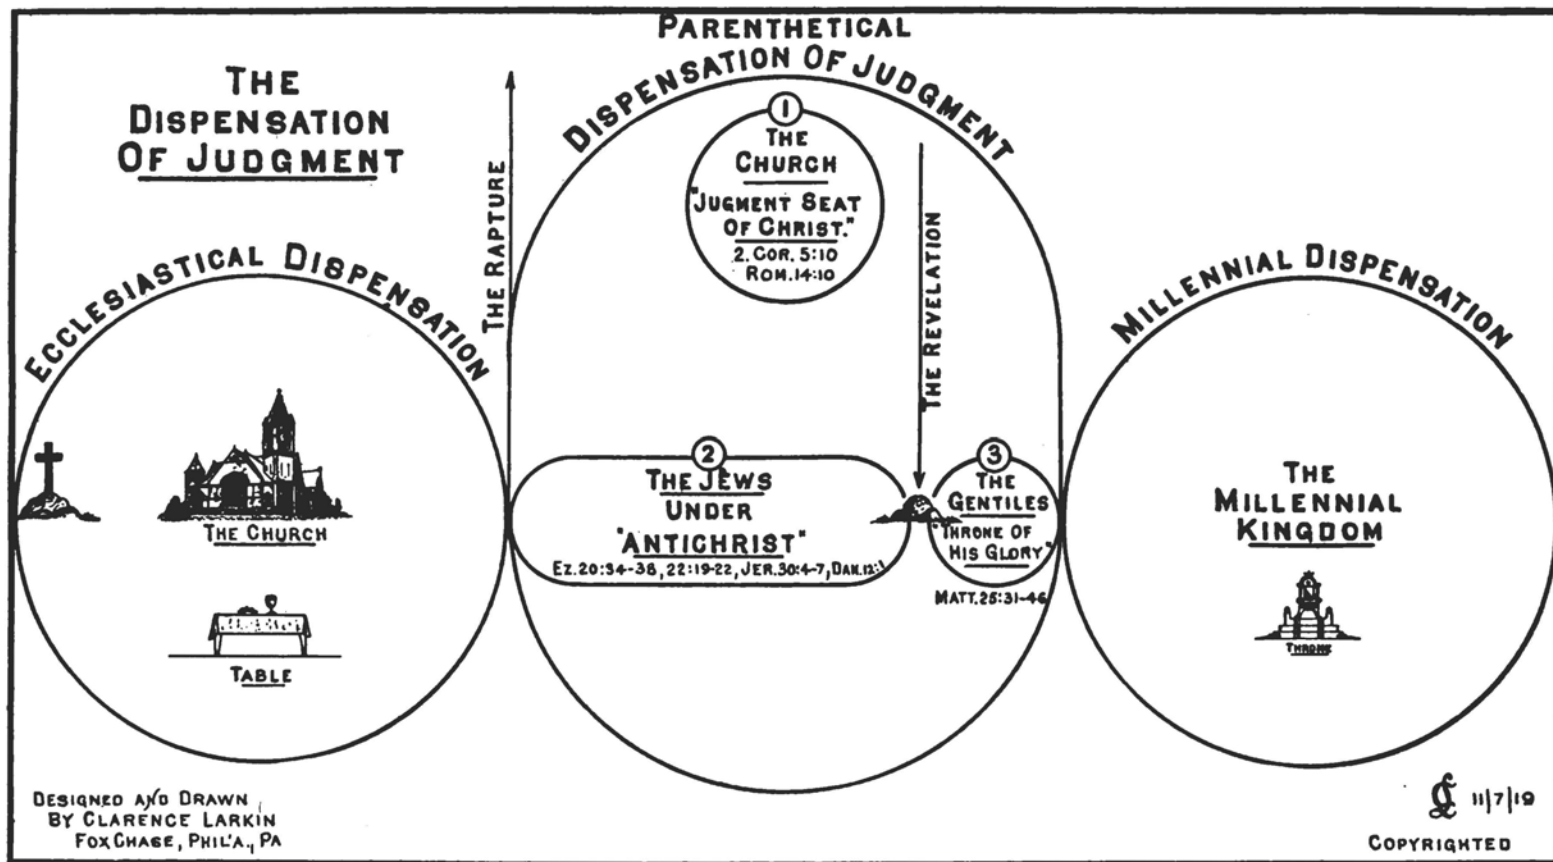 THE
DISPENSATION
OF JUDGMENT
PARENTHETICAL
DISPENSATION OF JUDGMENT
ECCLESIASTICAL DISPENSATION
THE CHURCH
TABLE
THE RAPTURE
1
THE
CHURCH
"JUGMENT SEAT
OF CHRIST."
2. COR. 5:10
ROM. 14:10
THE REVELATION
2
THE JEWS
UNDER
"ANTICHRIST"
EZ. 20:34-38, 22:19-22, JER. 30:4-7, DAN. 12:1
3
THE
GENTILES
"THRONE OF
HIS GLORY"
MATT. 25:31-46
MILLENNIAL DISPENSATION
THE
MILLENNIAL
KINGDOM
THRONE
DESIGNED AND DRAWN
BY CLARENCE LARKIN
FOX CHASE, PHIL'A., PA
CL 11/7/19
COPYRIGHTED